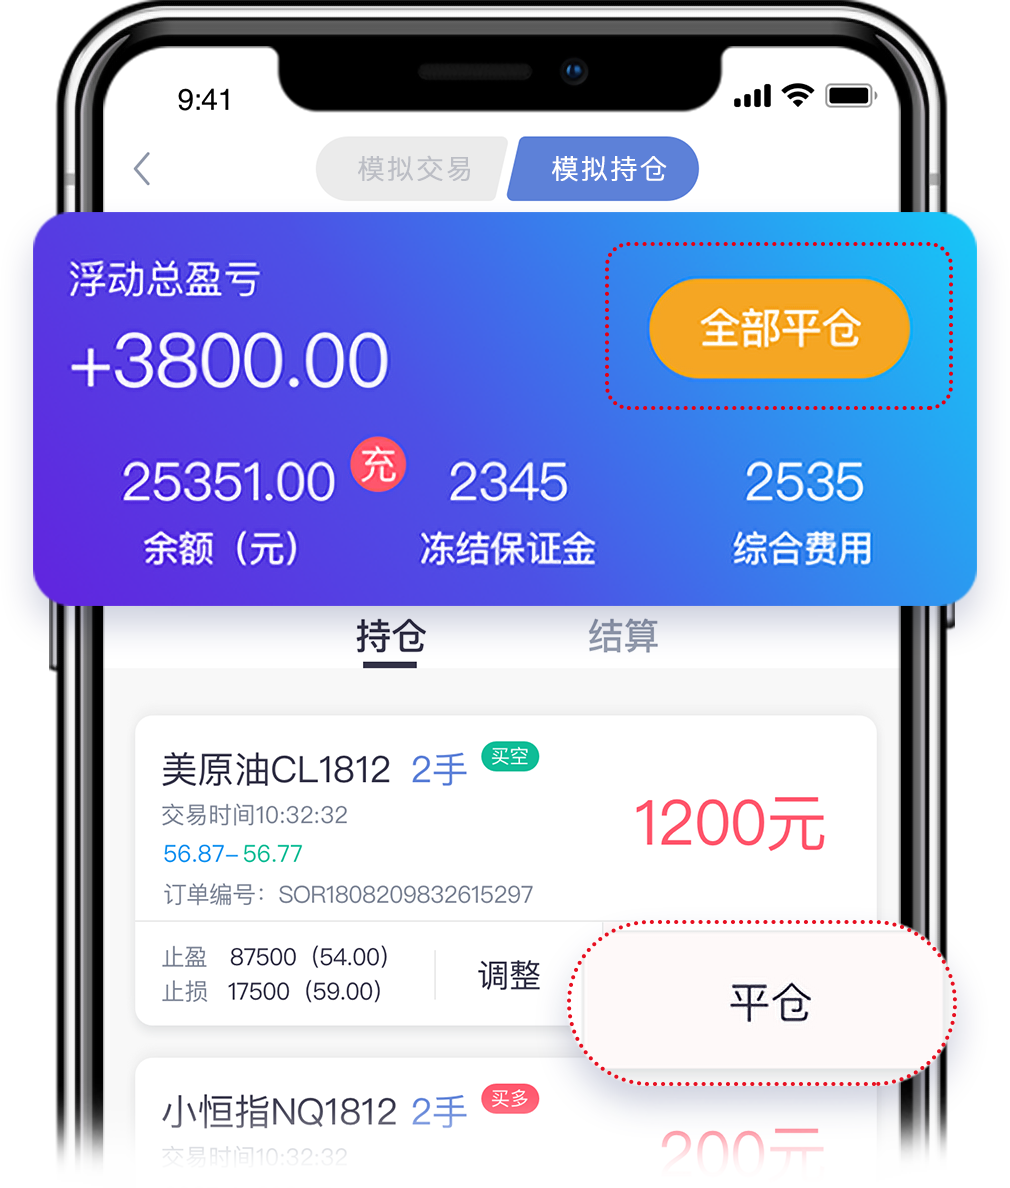 9:41
模拟交易 模拟持仓
浮动总盈亏
+3800.00
全部平仓
25351.00 充 2345 2535
余额（元） 冻结保证金 综合费用
持仓 结算
美原油CL1812 2手 买空
交易时间10:32:32
1200元
56.87–56.77
订单编号：SOR1808209832615297
止盈 87500 (54.00)
止损 17500 (59.00)
调整
平仓
小恒指NQ1812 2手 买多
交易时间10:32:32
1200元